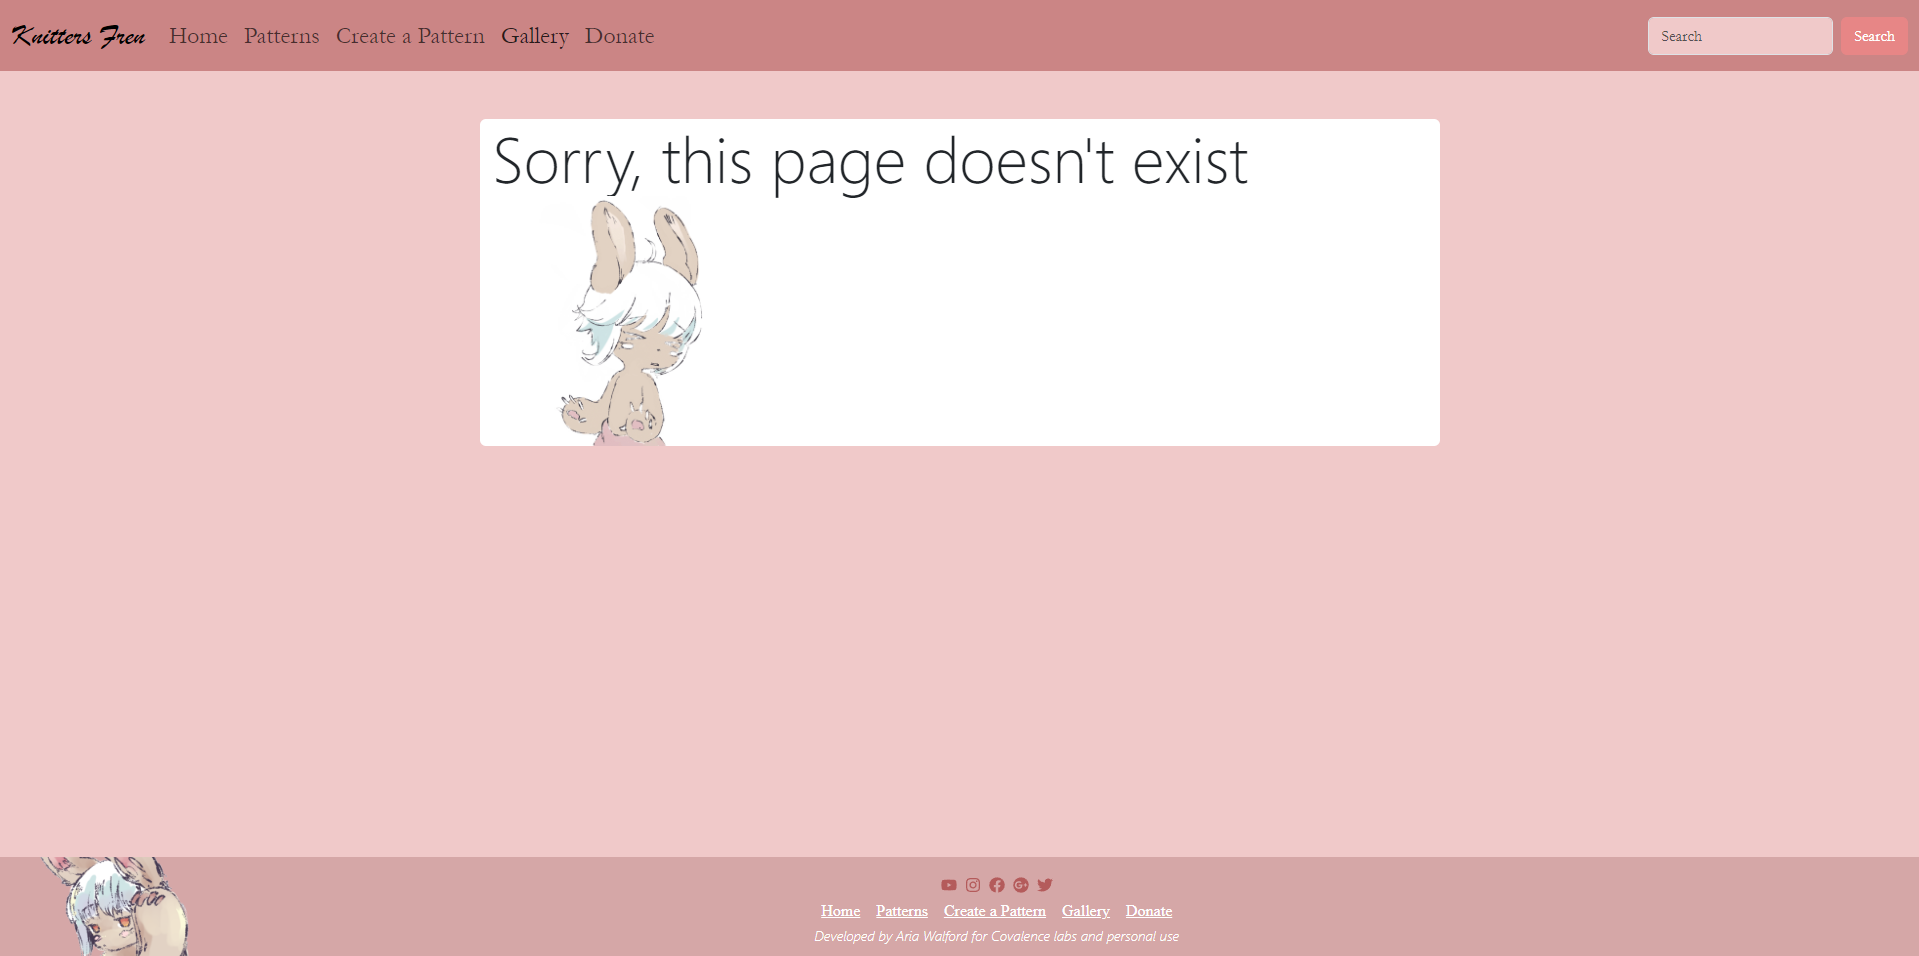 Knitters Fren Home Patterns Create a Pattern Gallery Donate Search Search
Sorry, this page doesn't exist
Home Patterns Create a Pattern Gallery Donate
Developed by Aria Walford for Covalence labs and personal use